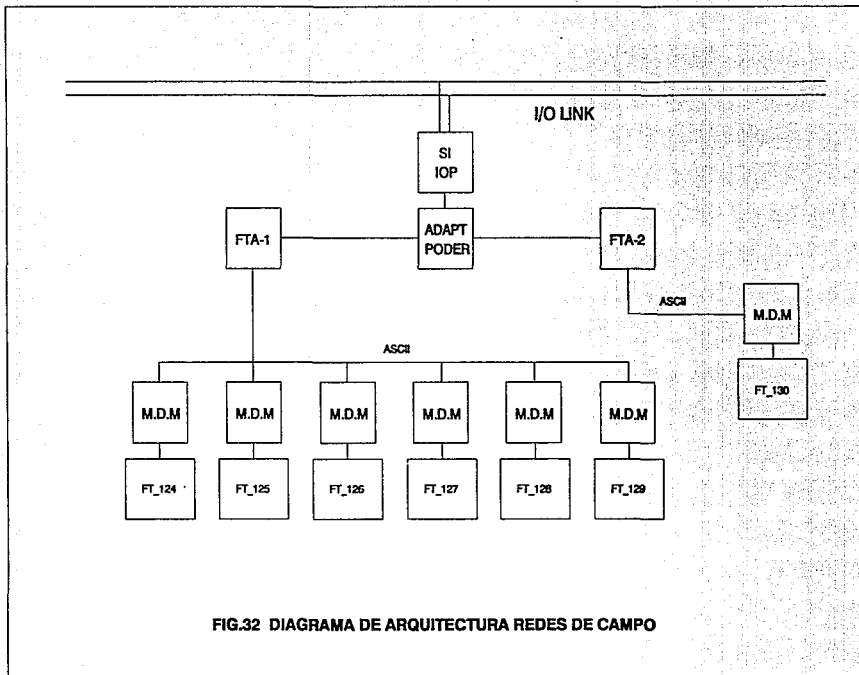 I/O LINK
SI
IOP
FTA-1
ADAPT
PODER
FTA-2
ASCII
M.D.M
FT_130
ASCII
M.D.M
M.D.M
M.D.M
M.D.M
M.D.M
M.D.M
FT_124
FT_125
FT_126
FT_127
FT_128
FT_129
FIG.32 DIAGRAMA DE ARQUITECTURA REDES DE CAMPO